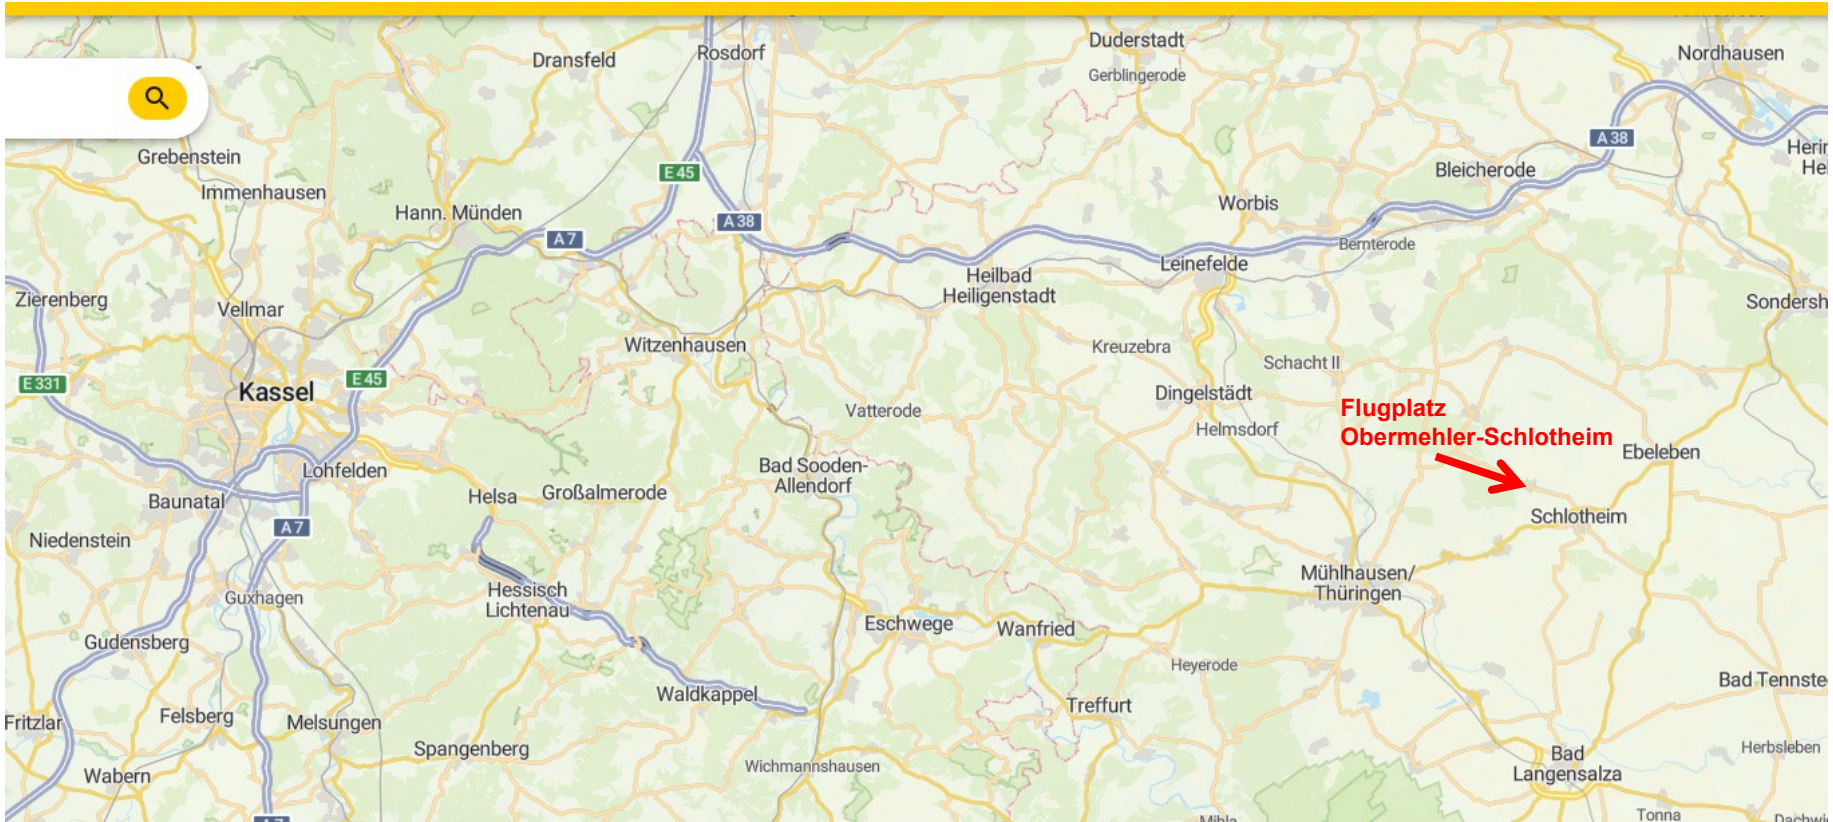 Duderstadt
Gerblingerode
Rosdorf
Dransfeld
Nordhausen
A 38
Grebenstein
Immenhausen
E 45
Hann. Münden
A 7
A 38
Bleicherode
Worbis
Bernterode
Leinefelde
Heilbad
Heiligenstadt
Zierenberg
Vellmar
Sondersh
Witzenhausen
Kreuzebra
Schacht II
E 331
Kassel
E 45
Dingelstädt
Vatterode
Helmsdorf
Flugplatz
Obermehler-Schlotheim
Ebeleben
Lohfelden
Bad Sooden-
Allendorf
Baunatal
Helsa
Großalmerode
Schlotheim
A 7
Niedenstein
Mühlhausen/
Thüringen
Hessisch
Lichtenau
Guxhagen
Eschwege
Wanfried
Gudensberg
Heyerode
Bad Tennste
Waldkappel
Treffurt
Fritzlar
Felsberg
Melsungen
Spangenberg
Wichmannshausen
Bad
Langensalza
Herbsleben
Wabern
Tonna